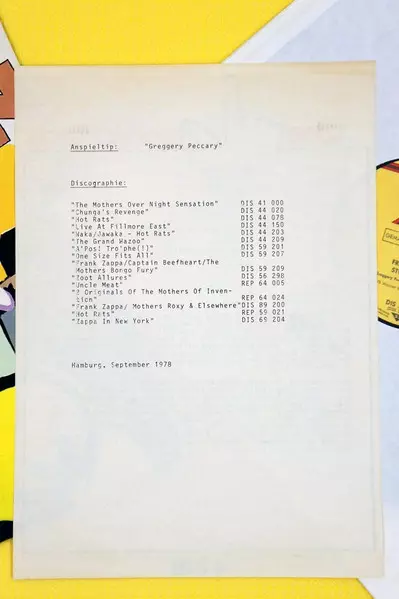 Anspieltip: "Greggery Peccary"
Discographie:
"The Mothers Over Night Sensation" DIS 41 000
"Chunga's Revenge" DIS 44 020
"Hot Rats" DIS 44 078
"Live At Fillmore East" DIS 44 150
"Waka/Jawaka - Hot Rats" DIS 44 203
"The Grand Wazoo" DIS 44 209
"A'Pos! Tro'phe(!)" DIS 59 201
"One Size Fits All" DIS 59 207
"Frank Zappa/Captain Beefheart/The
Mothers Bongo Fury" DIS 59 209
"Zoot Allures" DIS 56 298
"Uncle Meat" REP 64 005
"2 Originals Of The Mothers Of Inven-
tion" REP 64 024
"Frank Zappa/ Mothers Roxy & Elsewhere" DIS 89 200
"Hot Rats" REP 59 021
"Zappa In New York" DIS 69 204
Hamburg, September 1978